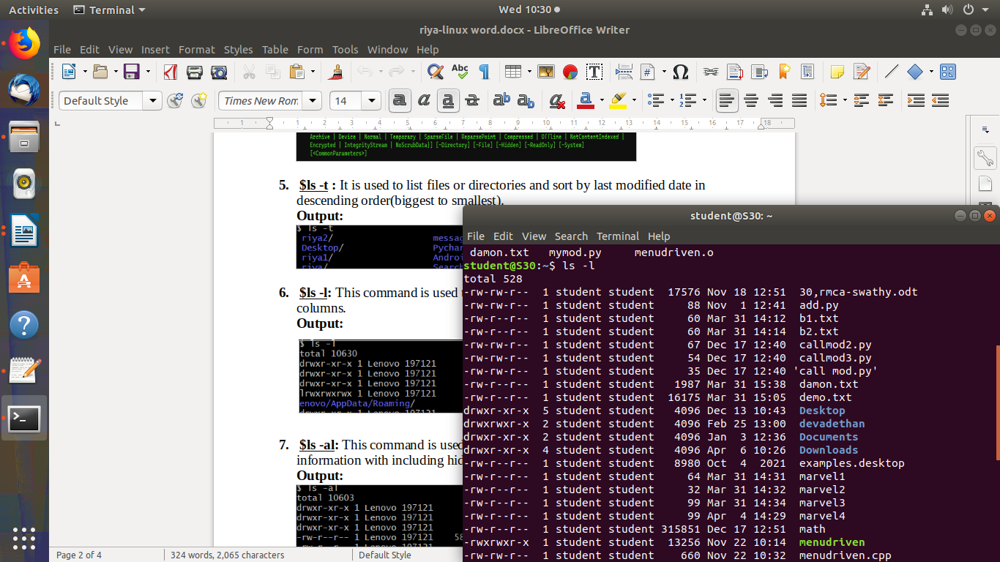 Activities Terminal Wed 10:30
riya-linux word.docx - LibreOffice Writer
File Edit View Insert Format Styles Table Form Tools Window Help
Default Style Times New Rom 14
1 1 2 3 4 5 6 7 8 9 10 11 12 13 14 15 16 17 18
Archive | Device | Normal | Temporary | SparseFile | ReparsePoint | Compressed | Offline | NotContentIndexed |
Encrypted | IntegrityStream | NoScrubData}] [-Directory] [-File] [-Hidden] [-ReadOnly] [-System]
[<CommonParameters>]
5. $ls -t : It is used to list files or directories and sort by last modified date in
descending order(biggest to smallest).
Output:
$ ls -t
riya2/ messag
Desktop/ Pychar
riya1/ Androi
riya/ Search
6. $ls -l: This command is used
columns.
Output:
$ ls -l
total 10630
drwxr-xr-x 1 Lenovo 197121
drwxr-xr-x 1 Lenovo 197121
drwxr-xr-x 1 Lenovo 197121
lrwxrwxrwx 1 Lenovo 197121
enovo/AppData/Roaming/
drwxr-xr-x 1 Lenovo 197121
7. $ls -al: This command is used
information with including hid
Output:
$ ls -al
total 10603
drwxr-xr-x 1 Lenovo 197121
drwxr-xr-x 1 Lenovo 197121
drwxr-xr-x 1 Lenovo 197121
-rw-r--r-- 1 Lenovo 197121 58
-rw-r--r-- 1 Lenovo 197121
Page 2 of 4 324 words, 2,065 characters Default Style
student@S30: ~
File Edit View Search Terminal Help
damon.txt mymod.py menudriven.o
student@S30:~$ ls -l
total 528
-rw-rw-r-- 1 student student 17576 Nov 18 12:51 30,rmca-swathy.odt
-rw-rw-r-- 1 student student 88 Nov 1 12:41 add.py
-rw-r--r-- 1 student student 60 Mar 31 14:12 b1.txt
-rw-r--r-- 1 student student 60 Mar 31 14:14 b2.txt
-rw-rw-r-- 1 student student 67 Dec 17 12:40 callmod2.py
-rw-rw-r-- 1 student student 54 Dec 17 12:40 callmod3.py
-rw-rw-r-- 1 student student 35 Dec 17 12:40 'call mod.py'
-rw-r--r-- 1 student student 1987 Mar 31 15:38 damon.txt
-rw-r--r-- 1 student student 16175 Mar 31 15:05 demo.txt
drwxr-xr-x 5 student student 4096 Dec 13 10:43 Desktop
drwxrwxr-x 2 student student 4096 Feb 25 13:00 devadethan
drwxr-xr-x 2 student student 4096 Jan 3 12:36 Documents
drwxr-xr-x 4 student student 4096 Apr 6 10:26 Downloads
-rw-r--r-- 1 student student 8980 Oct 4 2021 examples.desktop
-rw-r--r-- 1 student student 64 Mar 31 14:31 marvel1
-rw-r--r-- 1 student student 32 Mar 31 14:32 marvel2
-rw-r--r-- 1 student student 99 Mar 31 14:34 marvel3
-rw-r--r-- 1 student student 99 Apr 4 14:29 marvel4
-rw-rw-r-- 1 student student 315851 Dec 17 12:51 math
-rwxrwxr-x 1 student student 13256 Nov 22 10:14 menudriven
-rw-rw-r-- 1 student student 660 Nov 22 10:32 menudriven.cpp